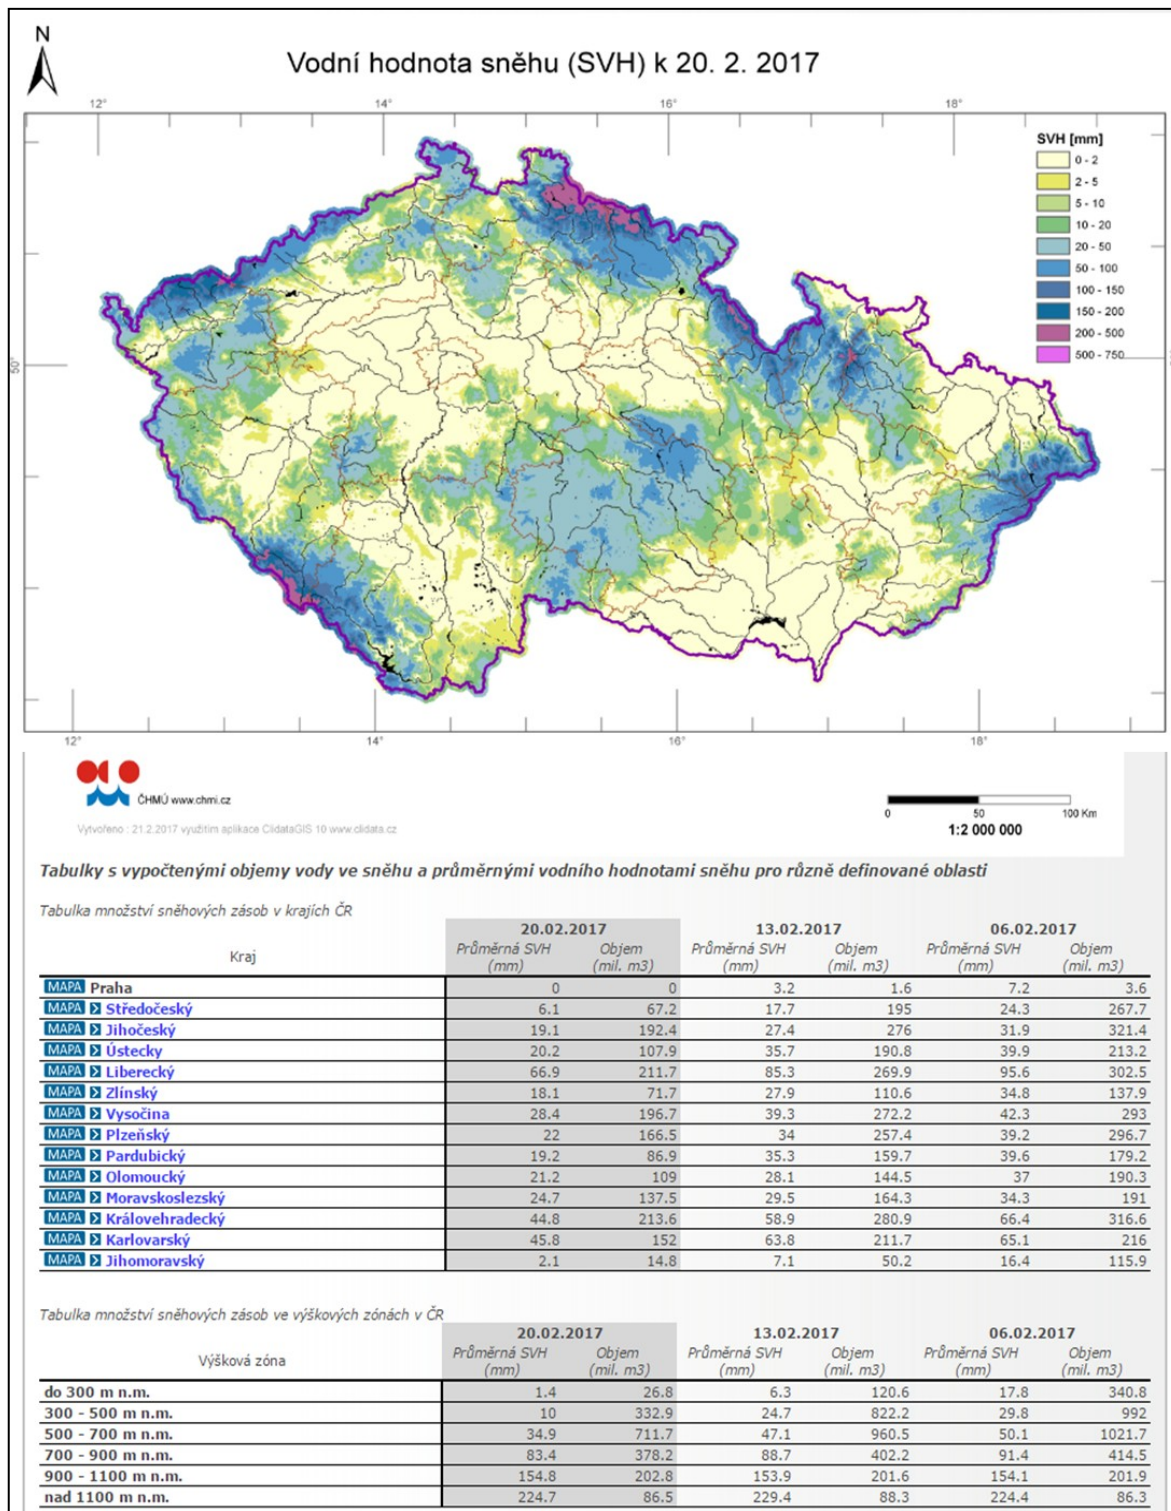 N
Vodní hodnota sněhu (SVH) k 20. 2. 2017
12° 14° 16° 18°
SVH [mm]
0 - 2
2 - 5
5 - 10
10 - 20
20 - 50
50 - 100
100 - 150
150 - 200
200 - 500
500 - 750
50°
12° 14° 16° 18°
ČHMÚ www.chmi.cz
0 50 100 Km
Vytvořeno : 21.2.2017 využitím aplikace ClidataGIS 10 www.clidata.cz
1:2 000 000
Tabulky s vypočtenými objemy vody ve sněhu a průměrnými vodního hodnotami sněhu pro různě definované oblasti
Tabulka množství sněhových zásob v krajích ČR
20.02.2017 13.02.2017 06.02.2017
Kraj Průměrná SVH (mm) Objem (mil. m3) Průměrná SVH (mm) Objem (mil. m3) Průměrná SVH (mm) Objem (mil. m3)
MAPA Praha 0 0 3.2 1.6 7.2 3.6
MAPA Středočeský 6.1 67.2 17.7 195 24.3 267.7
MAPA Jihočeský 19.1 192.4 27.4 276 31.9 321.4
MAPA Ústecky 20.2 107.9 35.7 190.8 39.9 213.2
MAPA Liberecký 66.9 211.7 85.3 269.9 95.6 302.5
MAPA Zlínský 18.1 71.7 27.9 110.6 34.8 137.9
MAPA Vysočina 28.4 196.7 39.3 272.2 42.3 293
MAPA Plzeňský 22 166.5 34 257.4 39.2 296.7
MAPA Pardubický 19.2 86.9 35.3 159.7 39.6 179.2
MAPA Olomoucký 21.2 109 28.1 144.5 37 190.3
MAPA Moravskoslezský 24.7 137.5 29.5 164.3 34.3 191
MAPA Královehradecký 44.8 213.6 58.9 280.9 66.4 316.6
MAPA Karlovarský 45.8 152 63.8 211.7 65.1 216
MAPA Jihomoravský 2.1 14.8 7.1 50.2 16.4 115.9
Tabulka množství sněhových zásob ve výškových zónách v ČR
20.02.2017 13.02.2017 06.02.2017
Výšková zóna Průměrná SVH (mm) Objem (mil. m3) Průměrná SVH (mm) Objem (mil. m3) Průměrná SVH (mm) Objem (mil. m3)
do 300 m n.m. 1.4 26.8 6.3 120.6 17.8 340.8
300 - 500 m n.m. 10 332.9 24.7 822.2 29.8 992
500 - 700 m n.m. 34.9 711.7 47.1 960.5 50.1 1021.7
700 - 900 m n.m. 83.4 378.2 88.7 402.2 91.4 414.5
900 - 1100 m n.m. 154.8 202.8 153.9 201.6 154.1 201.9
nad 1100 m n.m. 224.7 86.5 229.4 88.3 224.4 86.3